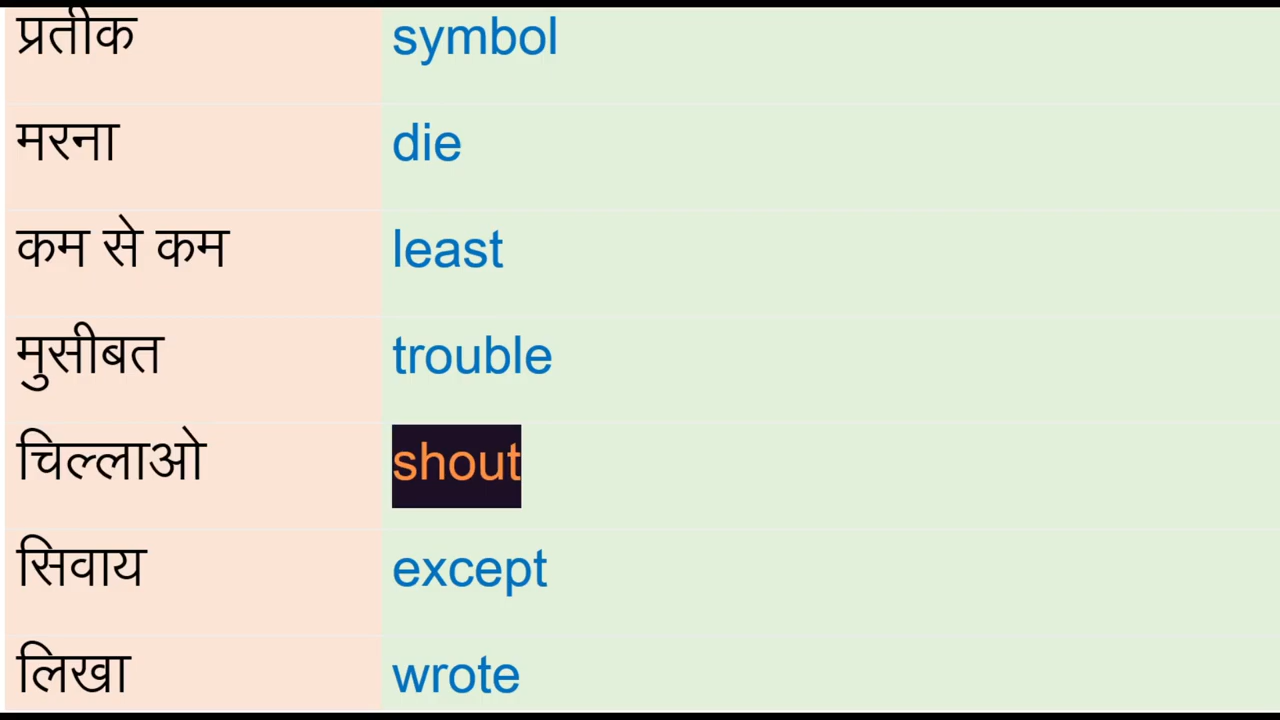 प्रतीक symbol
मरना die
कम से कम least
मुसीबत trouble
चिल्लाओ shout
सिवाय except
लिखा wrote